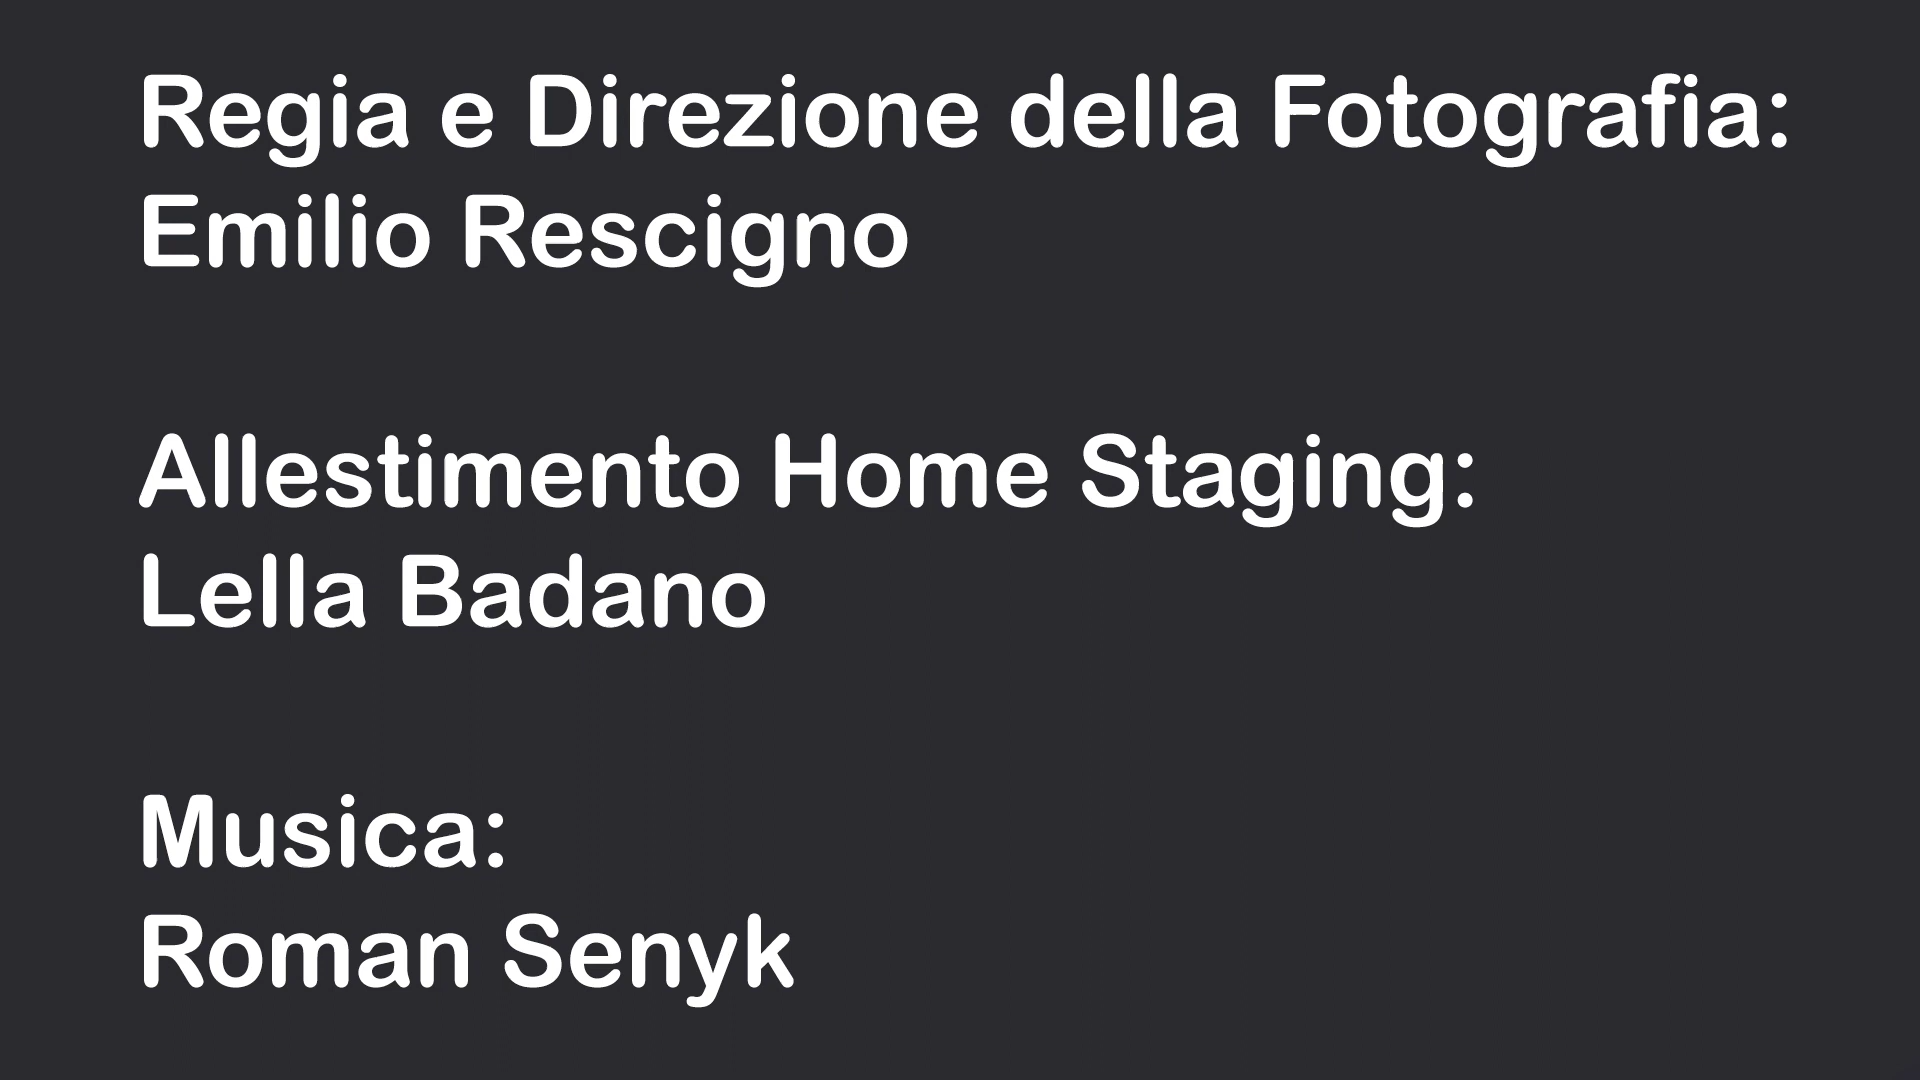 Regia e Direzione della Fotografia:
Emilio Rescigno
Allestimento Home Staging:
Lella Badano
Musica:
Roman Senyk